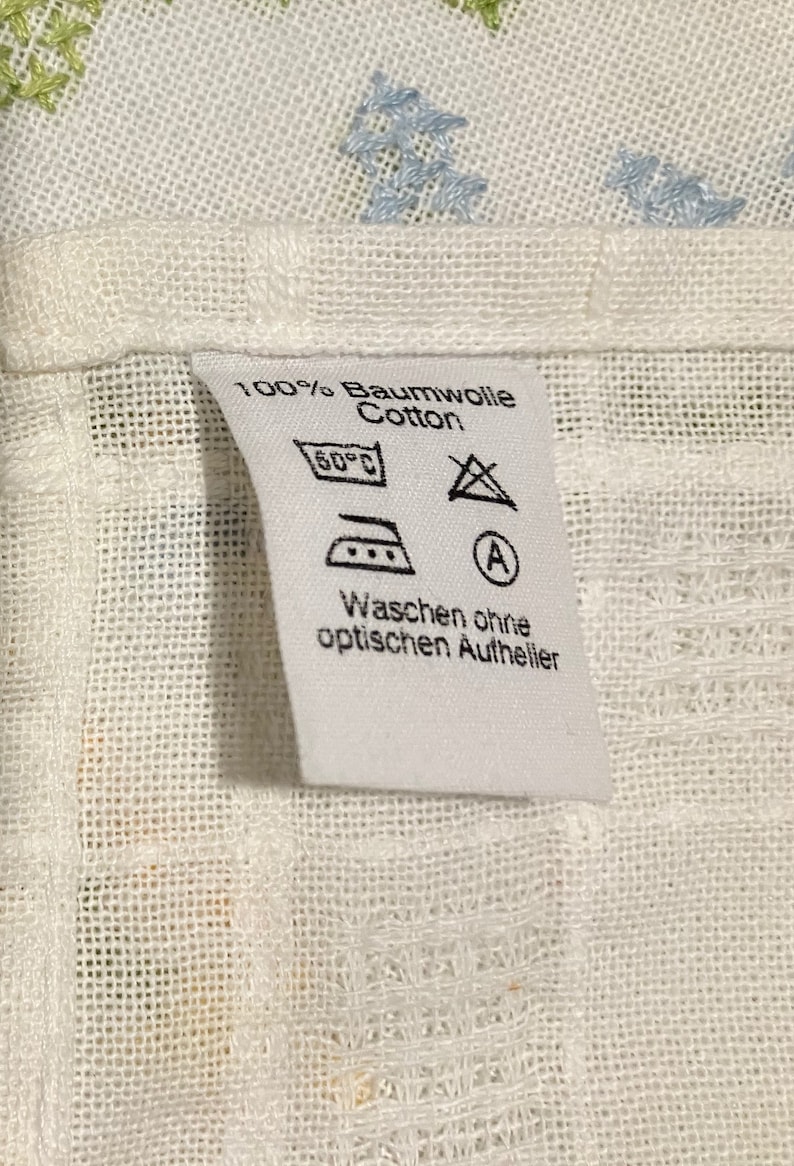 100% Baumwolle
Cotton
60°C
A
Waschen ohne
optischen Aufheller